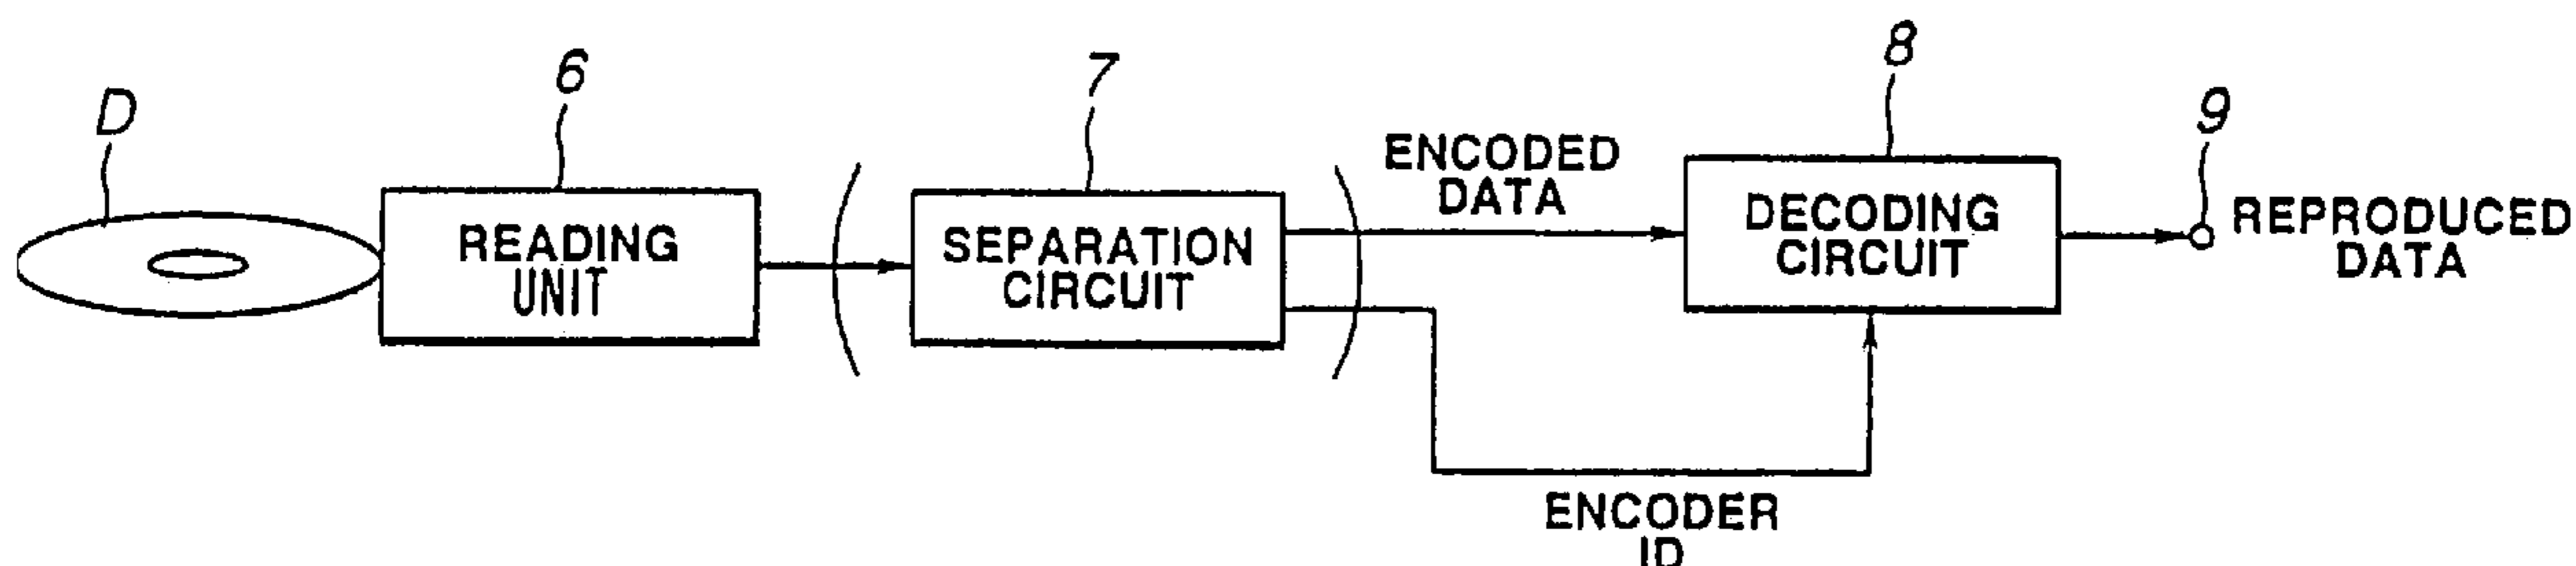 D
6
7
8
9
READING
UNIT
SEPARATION
CIRCUIT
ENCODED
DATA
DECODING
CIRCUIT
REPRODUCED
DATA
ENCODER
ID